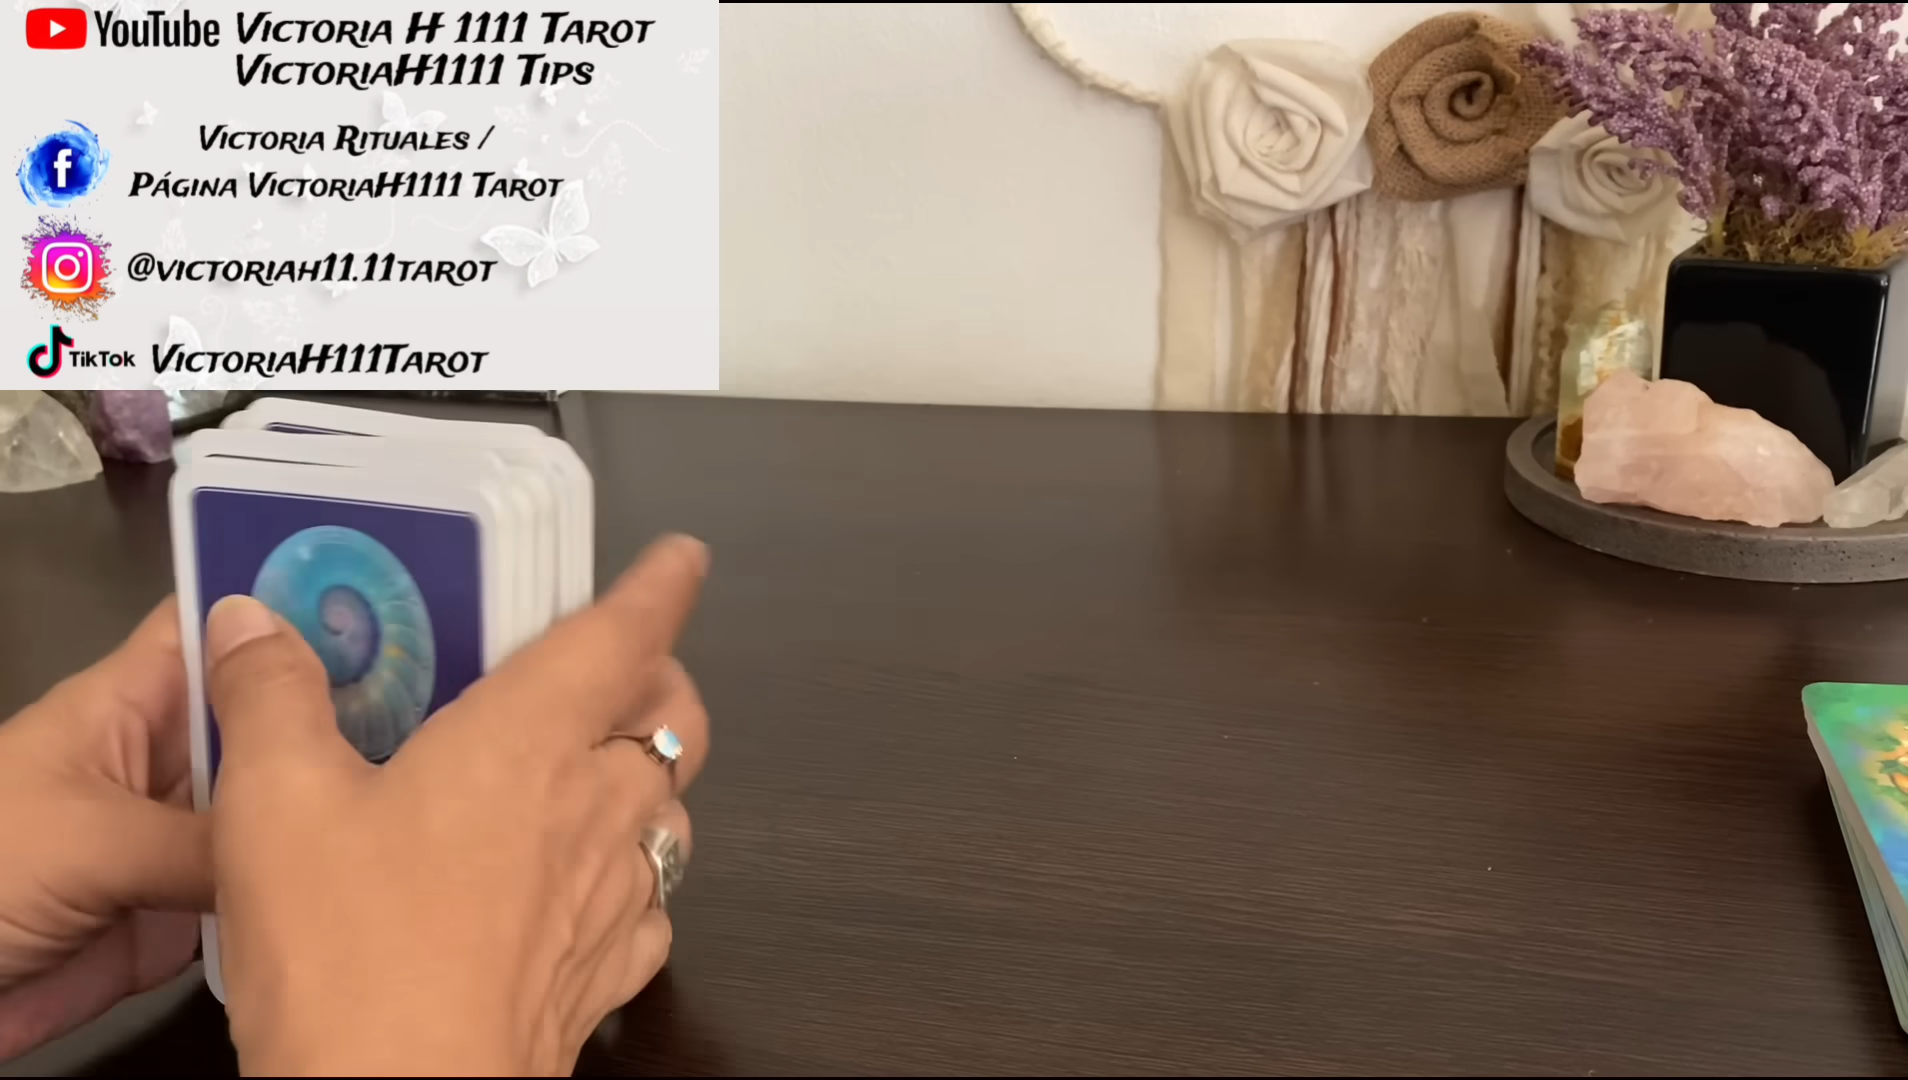 YouTube VICTORIA H 1111 TAROT
VICTORIAH1111 TIPS
VICTORIA RITUALES /
PÁGINA VICTORIAH1111 TAROT
@VICTORIAH11.11TAROT
TikTok VICTORIAH111TAROT